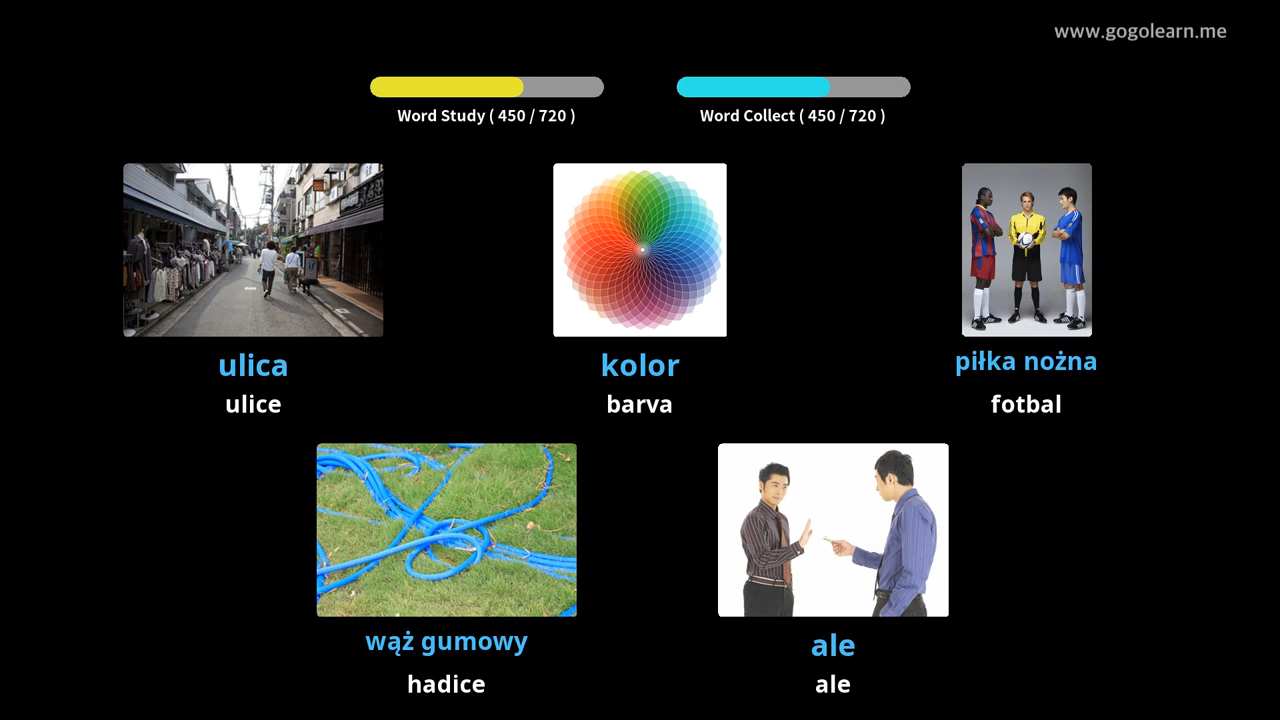 www.gogolearn.me
Word Study ( 450 / 720 )
Word Collect ( 450 / 720 )
ulica
ulice
kolor
barva
piłka nożna
fotbal
wąż gumowy
hadice
ale
ale